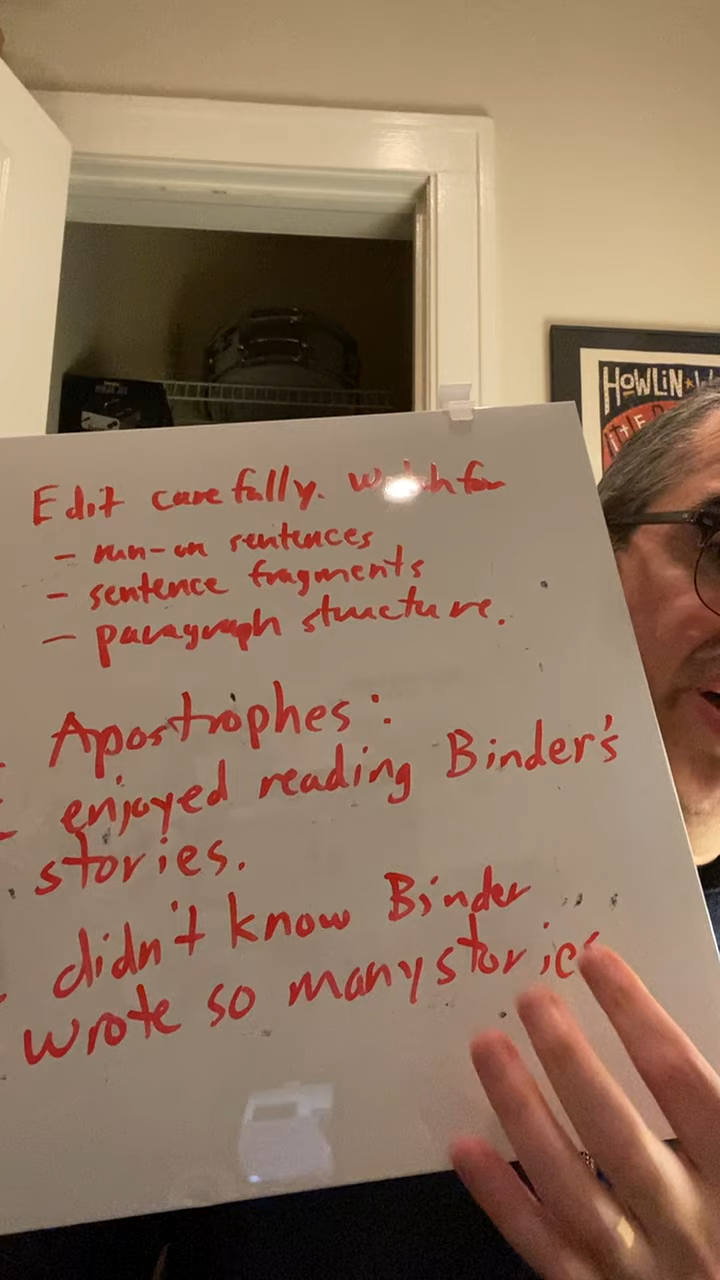 HOWLIN★
Edit carefully. Watch for
- run-on sentences
- sentence fragments
- paragraph structure.
Apostrophes:
I enjoyed reading Binder's
stories.
didn't know Binder
wrote so many stories